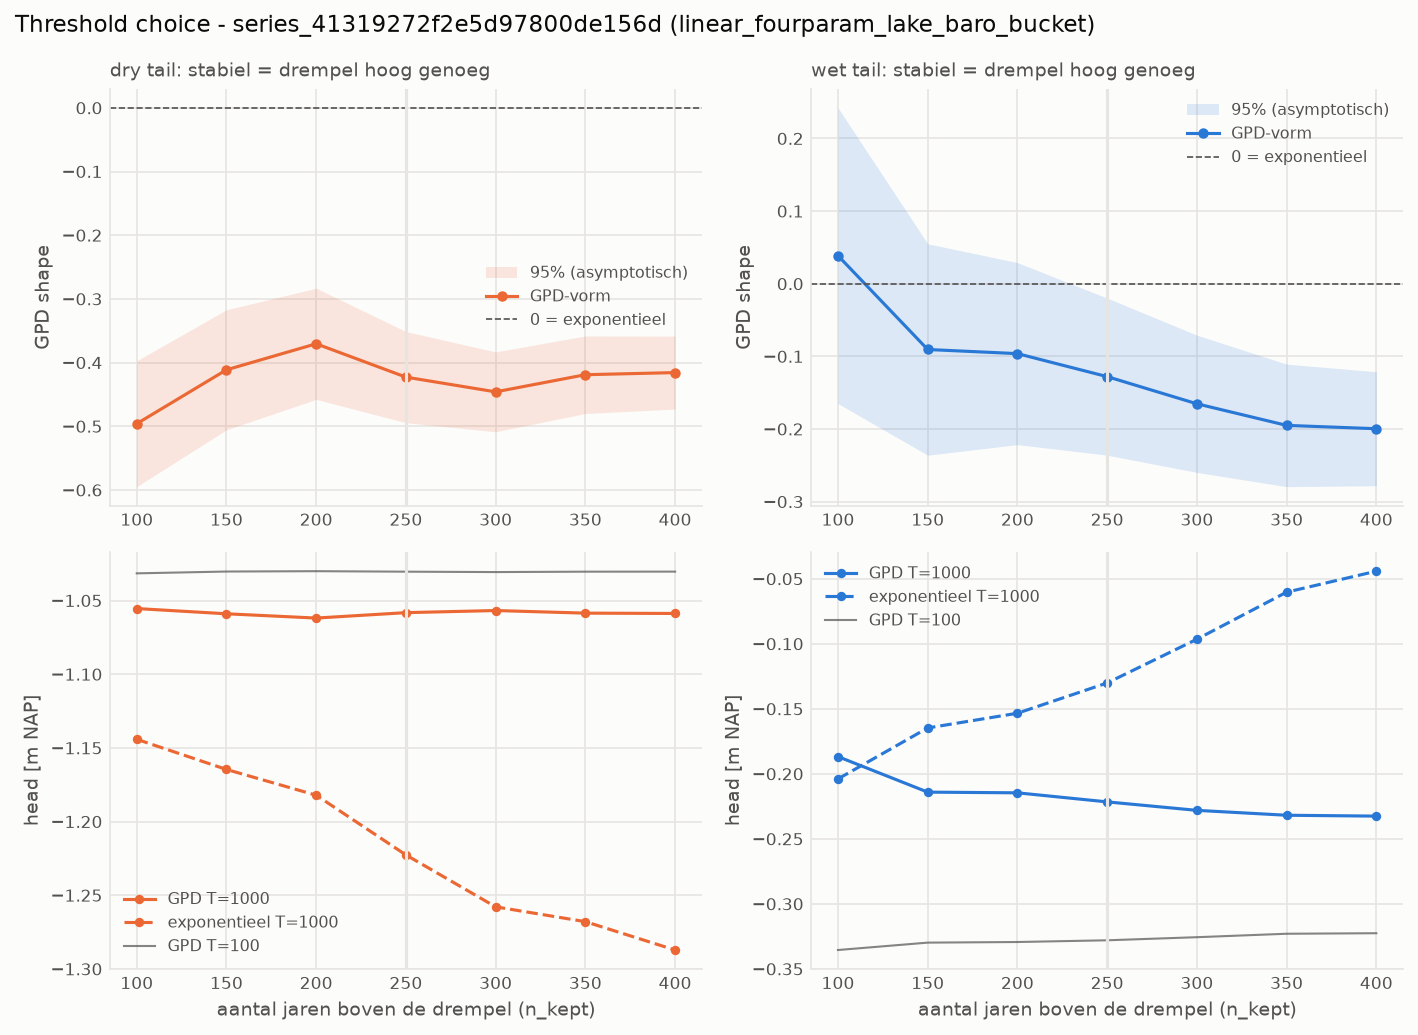 Threshold choice - series_41319272f2e5d97800de156d (linear_fourparam_lake_baro_bucket)
dry tail: stabiel = drempel hoog genoeg
GPD shape
0.0
−0.1
−0.2
−0.3
−0.4
−0.5
−0.6
95% (asymptotisch)
GPD-vorm
0 = exponentieel
100 150 200 250 300 350 400
wet tail: stabiel = drempel hoog genoeg
GPD shape
0.2
0.1
0.0
−0.1
−0.2
−0.3
95% (asymptotisch)
GPD-vorm
0 = exponentieel
100 150 200 250 300 350 400
head [m NAP]
−1.05
−1.10
−1.15
−1.20
−1.25
−1.30
GPD T=1000
exponentieel T=1000
GPD T=100
100 150 200 250 300 350 400
aantal jaren boven de drempel (n_kept)
head [m NAP]
−0.05
−0.10
−0.15
−0.20
−0.25
−0.30
−0.35
GPD T=1000
exponentieel T=1000
GPD T=100
100 150 200 250 300 350 400
aantal jaren boven de drempel (n_kept)